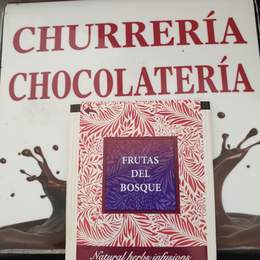 CHURRERÍA
CHOCOLATERÍA
FRUTAS
DEL
BOSQUE
Natural herbs infusions